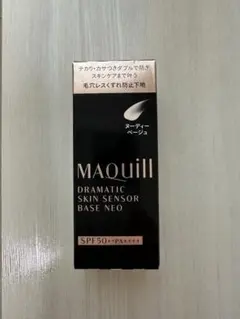 テカリ・カサつきダブルで防ぎ
スキンケアまで叶う
毛穴レスくずれ防止下地
ヌーディー
ベージュ
MAQuill
DRAMATIC
SKIN SENSOR
BASE NEO
SPF50+・PA++++